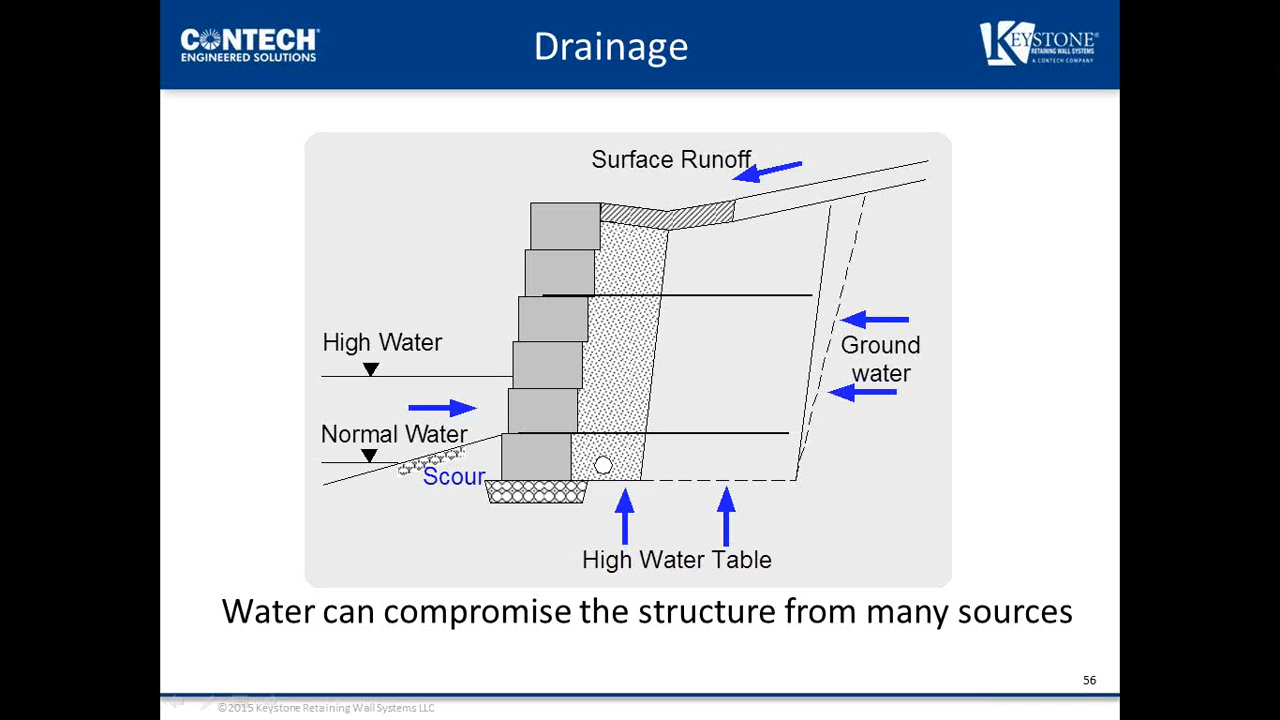 CONTECH®
ENGINEERED SOLUTIONS
Drainage
KEYSTONE®
RETAINING WALL SYSTEMS
A CONTECH COMPANY
Surface Runoff
High Water
Ground
water
Normal Water
Scour
High Water Table
Water can compromise the structure from many sources
56
©2015 Keystone Retaining Wall Systems LLC